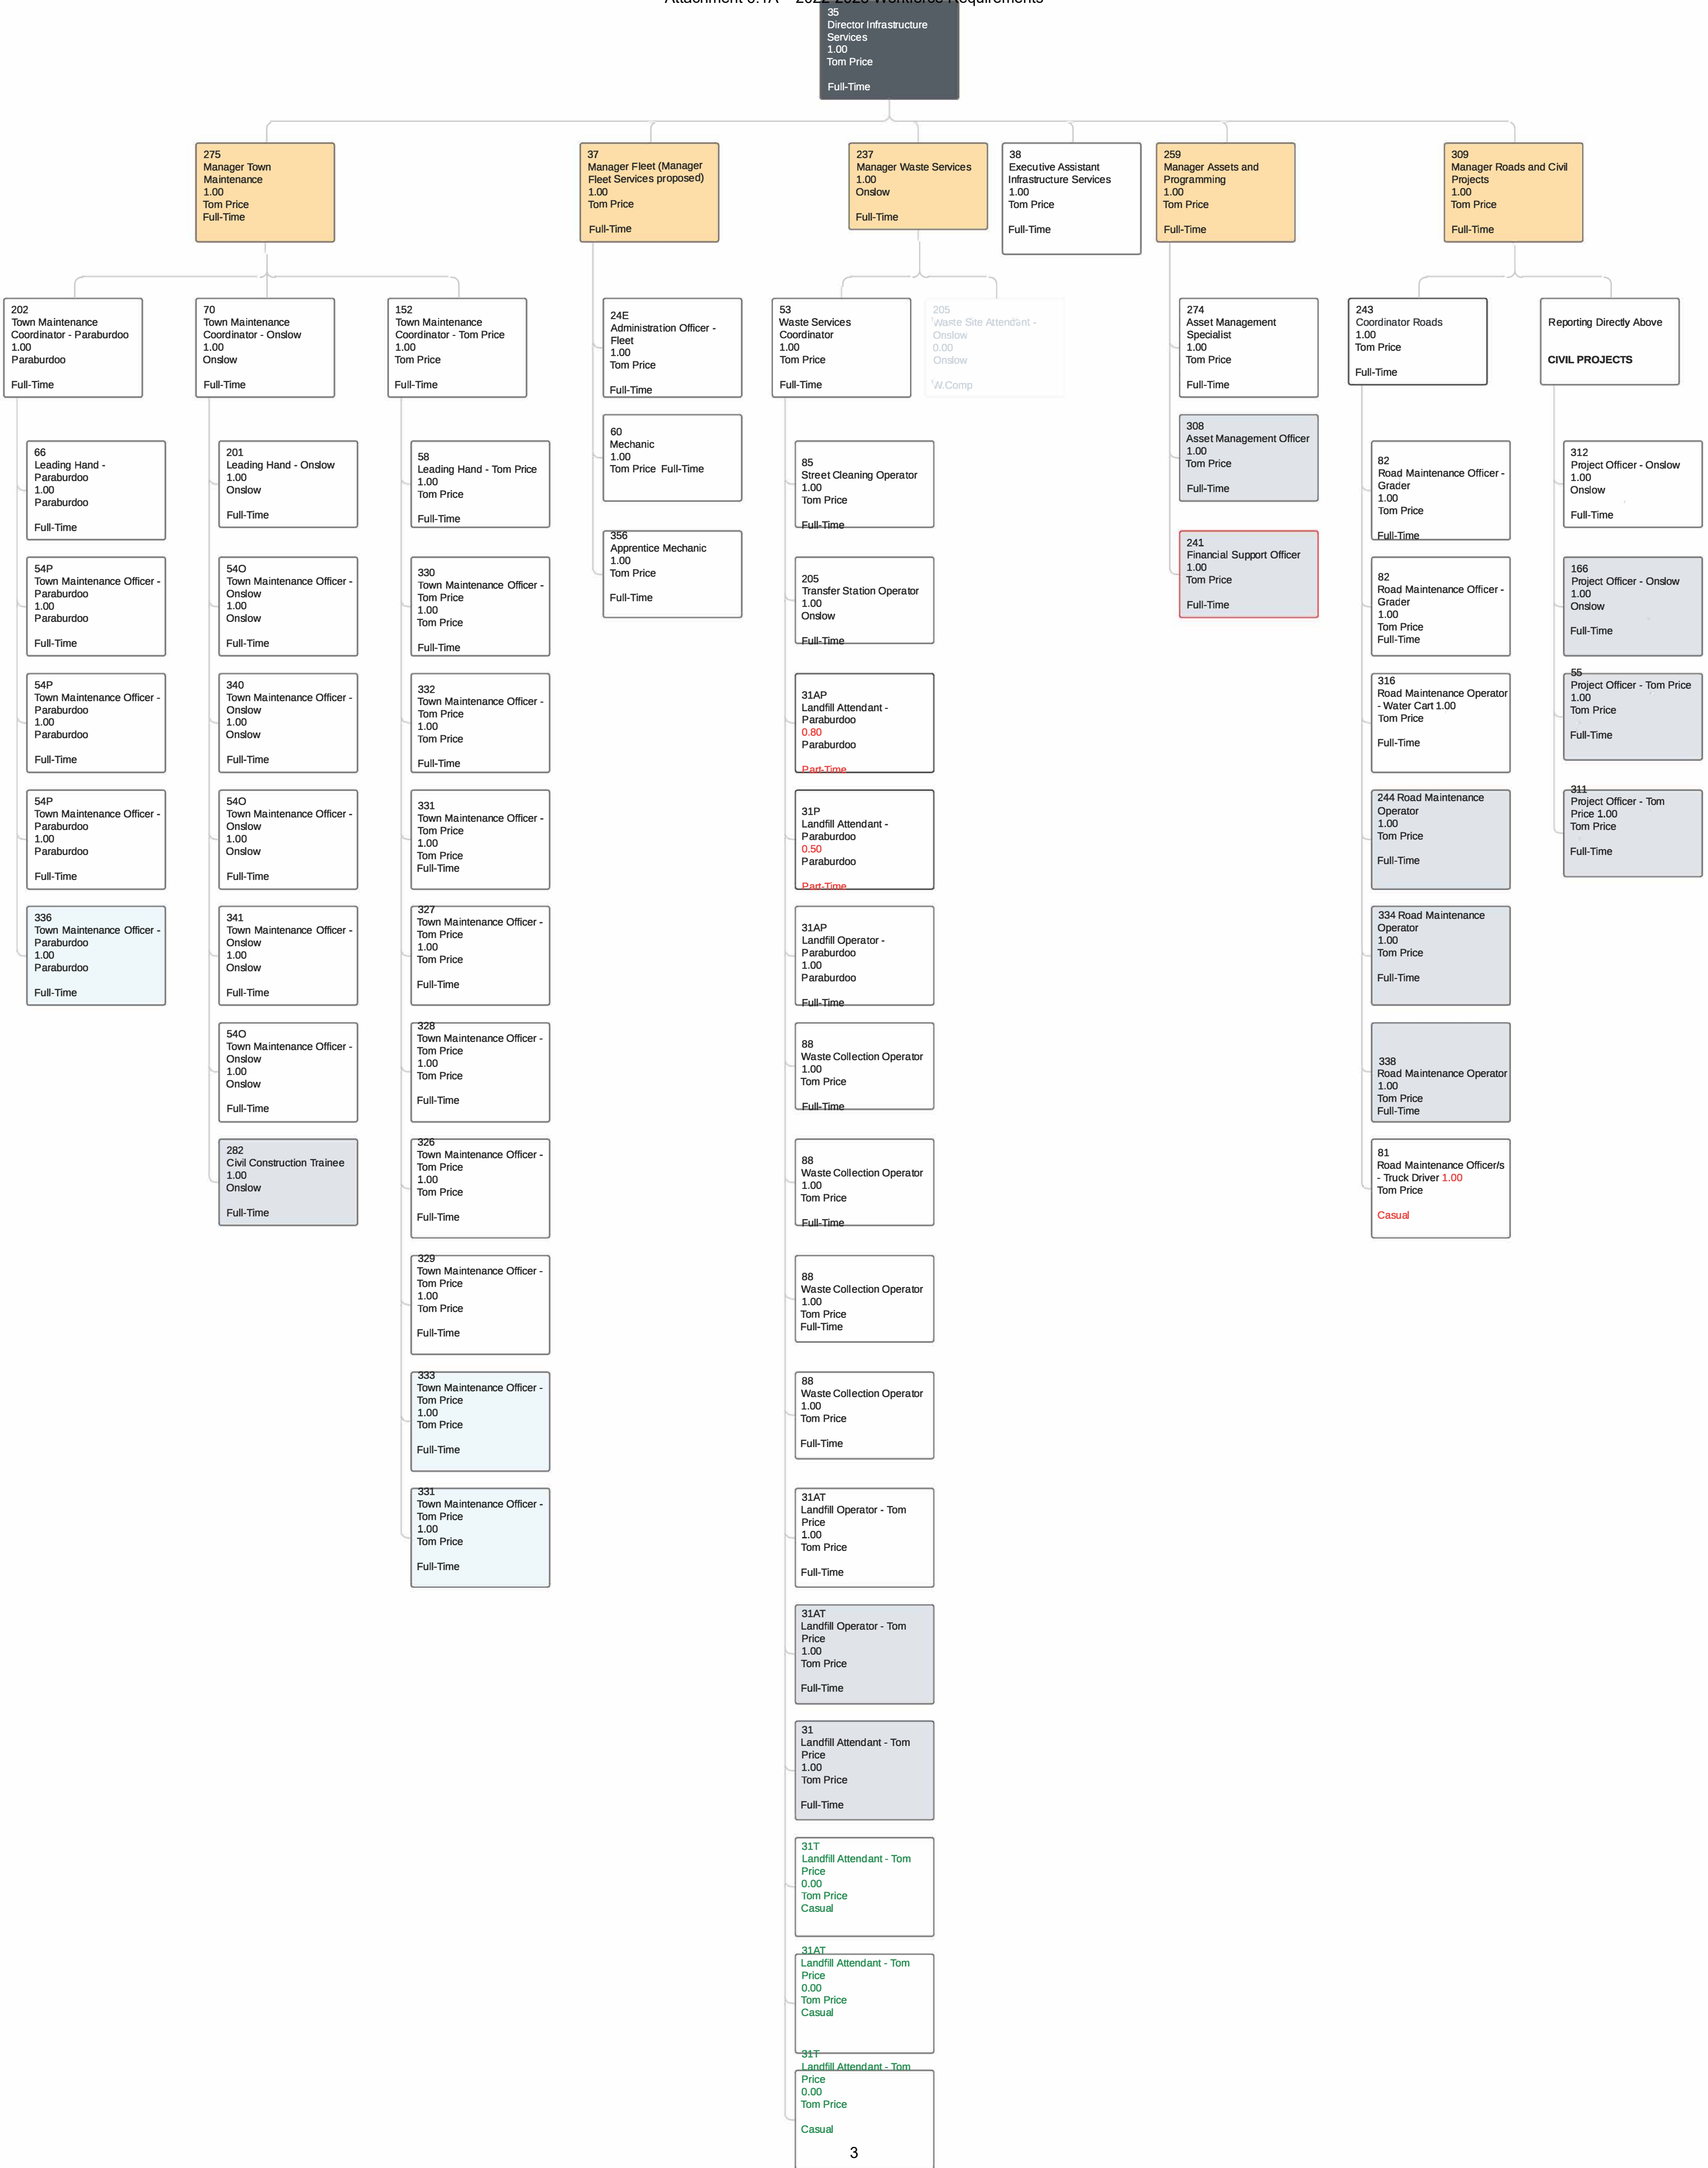 35
Director Infrastructure
Services
1.00
Tom Price
Full-Time
275
Manager Town
Maintenance
1.00
Tom Price
Full-Time
37
Manager Fleet (Manager
Fleet Services proposed)
1.00
Tom Price
Full-Time
237
Manager Waste Services
1.00
Onslow
Full-Time
38
Executive Assistant
Infrastructure Services
1.00
Tom Price
Full-Time
259
Manager Assets and
Programming
1.00
Tom Price
Full-Time
309
Manager Roads and Civil
Projects
1.00
Tom Price
Full-Time
202
Town Maintenance
Coordinator - Paraburdoo
1.00
Paraburdoo
Full-Time
66
Leading Hand -
Paraburdoo
1.00
Paraburdoo
Full-Time
54P
Town Maintenance Officer -
Paraburdoo
1.00
Paraburdoo
Full-Time
54P
Town Maintenance Officer -
Paraburdoo
1.00
Paraburdoo
Full-Time
54P
Town Maintenance Officer -
Paraburdoo
1.00
Paraburdoo
Full-Time
336
Town Maintenance Officer -
Paraburdoo
1.00
Paraburdoo
Full-Time
70
Town Maintenance
Coordinator - Onslow
1.00
Onslow
Full-Time
201
Leading Hand - Onslow
1.00
Onslow
Full-Time
54O
Town Maintenance Officer -
Onslow
1.00
Onslow
Full-Time
340
Town Maintenance Officer -
Onslow
1.00
Onslow
Full-Time
54O
Town Maintenance Officer -
Onslow
1.00
Onslow
Full-Time
341
Town Maintenance Officer -
Onslow
1.00
Onslow
Full-Time
54O
Town Maintenance Officer -
Onslow
1.00
Onslow
Full-Time
282
Civil Construction Trainee
1.00
Onslow
Full-Time
152
Town Maintenance
Coordinator - Tom Price
1.00
Tom Price
Full-Time
58
Leading Hand - Tom Price
1.00
Tom Price
Full-Time
330
Town Maintenance Officer -
Tom Price
1.00
Tom Price
Full-Time
332
Town Maintenance Officer -
Tom Price
1.00
Tom Price
Full-Time
331
Town Maintenance Officer -
Tom Price
1.00
Tom Price
Full-Time
327
Town Maintenance Officer -
Tom Price
1.00
Tom Price
Full-Time
328
Town Maintenance Officer -
Tom Price
1.00
Tom Price
Full-Time
326
Town Maintenance Officer -
Tom Price
1.00
Tom Price
Full-Time
329
Town Maintenance Officer -
Tom Price
1.00
Tom Price
Full-Time
333
Town Maintenance Officer -
Tom Price
1.00
Tom Price
Full-Time
331
Town Maintenance Officer -
Tom Price
1.00
Tom Price
Full-Time
24E
Administration Officer -
Fleet
1.00
Tom Price
Full-Time
60
Mechanic
1.00
Tom Price Full-Time
356
Apprentice Mechanic
1.00
Tom Price
Full-Time
53
Waste Services
Coordinator
1.00
Tom Price
Full-Time
205
Waste Site Attendant -
Onslow
0.00
Onslow
W.Comp
85
Street Cleaning Operator
1.00
Tom Price
Full-Time
205
Transfer Station Operator
1.00
Onslow
Full-Time
31AP
Landfill Attendant -
Paraburdoo
0.80
Paraburdoo
Part-Time
31P
Landfill Attendant -
Paraburdoo
0.50
Paraburdoo
Part-Time
31AP
Landfill Operator -
Paraburdoo
1.00
Paraburdoo
Full-Time
88
Waste Collection Operator
1.00
Tom Price
Full-Time
88
Waste Collection Operator
1.00
Tom Price
Full-Time
88
Waste Collection Operator
1.00
Tom Price
Full-Time
88
Waste Collection Operator
1.00
Tom Price
Full-Time
31AT
Landfill Operator - Tom
Price
1.00
Tom Price
Full-Time
31AT
Landfill Operator - Tom
Price
1.00
Tom Price
Full-Time
31
Landfill Attendant - Tom
Price
1.00
Tom Price
Full-Time
31T
Landfill Attendant - Tom
Price
0.00
Tom Price
Casual
31AT
Landfill Attendant - Tom
Price
0.00
Tom Price
Casual
31T
Landfill Attendant - Tom
Price
0.00
Tom Price
Casual
274
Asset Management
Specialist
1.00
Tom Price
Full-Time
308
Asset Management Officer
1.00
Tom Price
Full-Time
241
Financial Support Officer
1.00
Tom Price
Full-Time
243
Coordinator Roads
1.00
Tom Price
Full-Time
82
Road Maintenance Officer -
Grader
1.00
Tom Price
Full-Time
82
Road Maintenance Officer -
Grader
1.00
Tom Price
Full-Time
316
Road Maintenance Operator
- Water Cart 1.00
Tom Price
Full-Time
244 Road Maintenance
Operator
1.00
Tom Price
Full-Time
334 Road Maintenance
Operator
1.00
Tom Price
Full-Time
338
Road Maintenance Operator
1.00
Tom Price
Full-Time
81
Road Maintenance Officer/s
- Truck Driver 1.00
Tom Price
Casual
Reporting Directly Above
CIVIL PROJECTS
312
Project Officer - Onslow
1.00
Onslow
Full-Time
166
Project Officer - Onslow
1.00
Onslow
Full-Time
55
Project Officer - Tom Price
1.00
Tom Price
Full-Time
311
Project Officer - Tom
Price 1.00
Tom Price
Full-Time
3